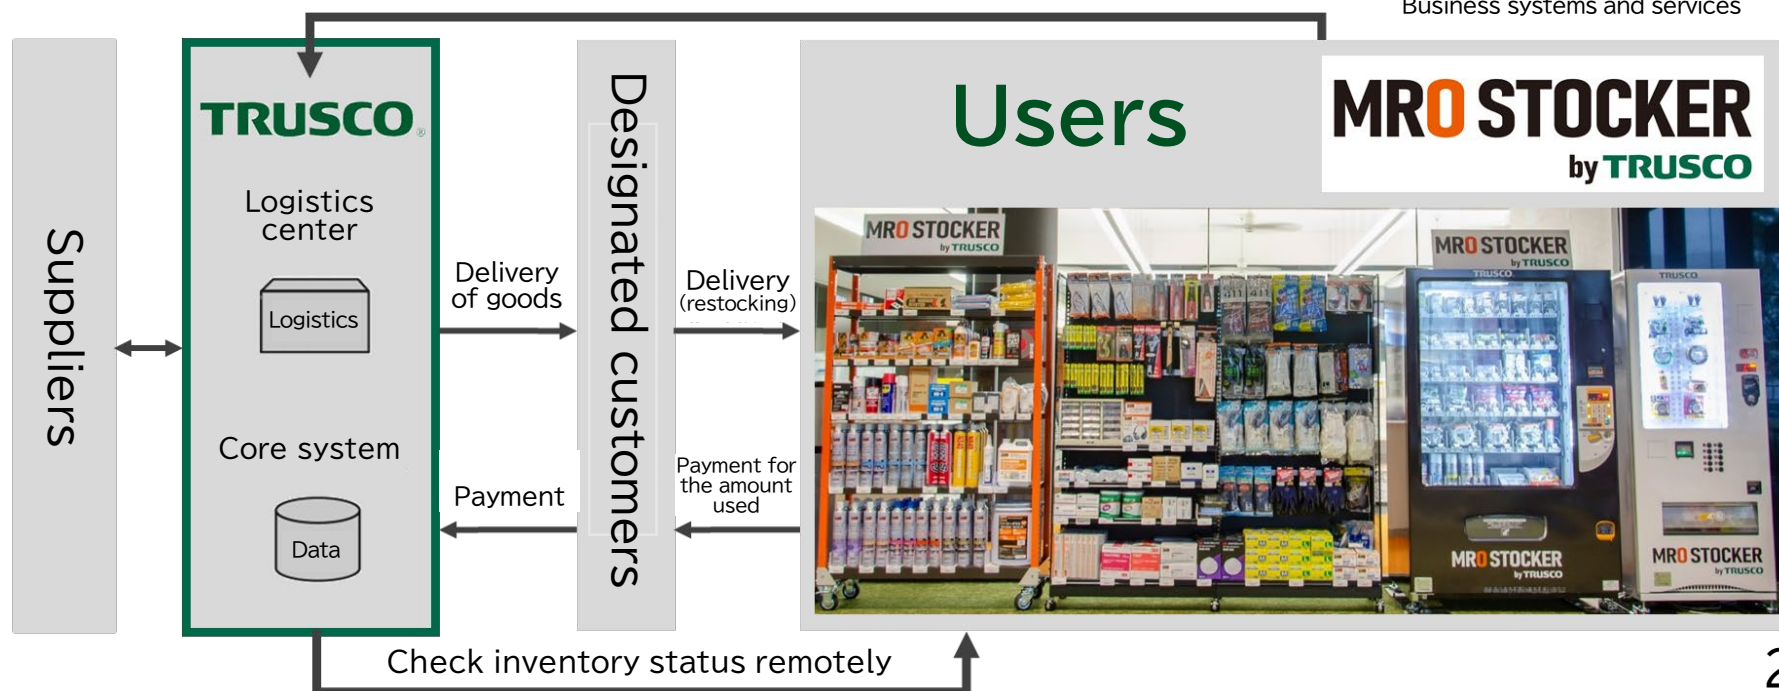 Business systems and services
Suppliers
TRUSCO®
Logistics
center
Logistics
Core system
Data
Delivery
of goods
Payment
Designated customers
Delivery
(restocking)
Payment for
the amount
used
Users
MRO STOCKER
by TRUSCO
MRO STOCKER
by TRUSCO
MRO STOCKER
by TRUSCO
TRUSCO
TRUSCO
MRO STOCKER
by TRUSCO
MRO STOCKER
by TRUSCO
Check inventory status remotely
2